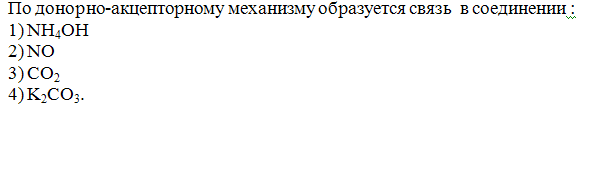 По донорно-акцепторному механизму образуется связь в соединении :
1) NH₄OH
2) NO
3) CO₂
4) K₂CO₃.